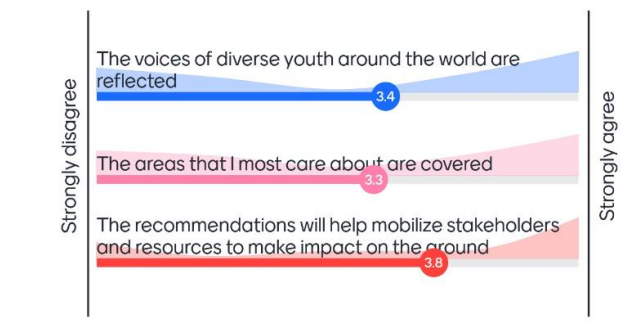 The voices of diverse youth around the world are
reflected
3.4
The areas that I most care about are covered
3.3
The recommendations will help mobilize stakeholders
and resources to make impact on the ground
3.8
Strongly disagree
Strongly agree